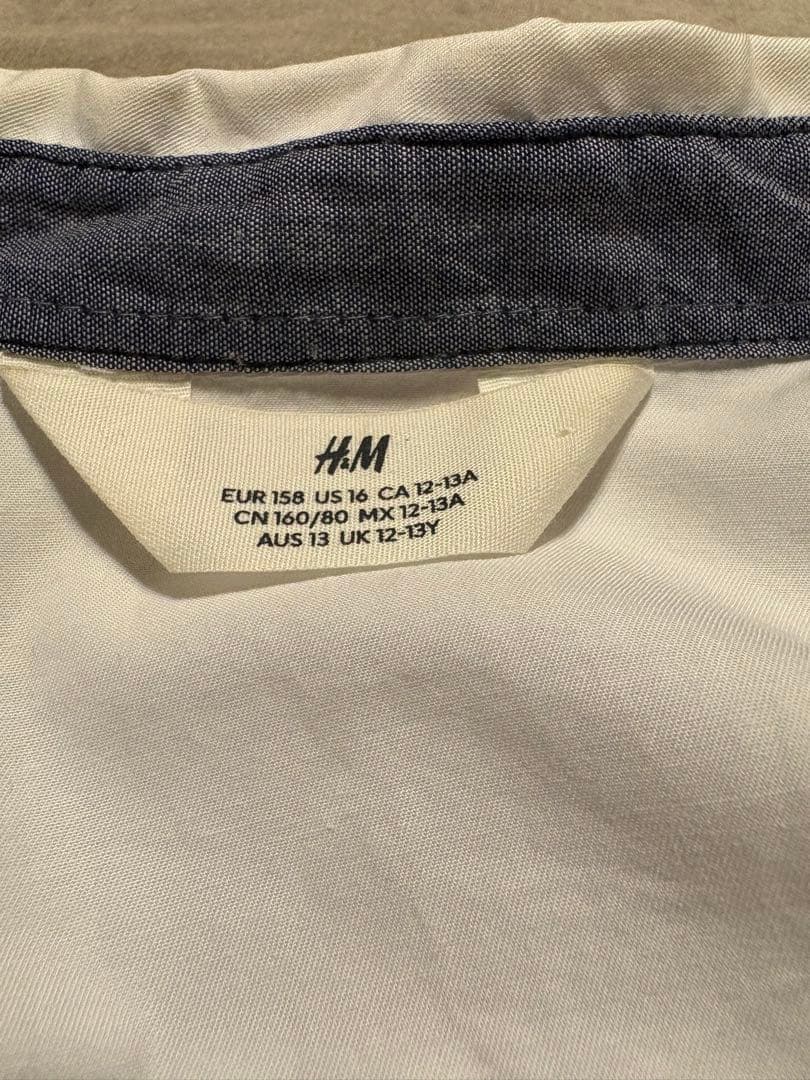 H&M
EUR 158 US 16 CA 12-13A
CN 160/80 MX 12-13A
AUS 13 UK 12-13Y